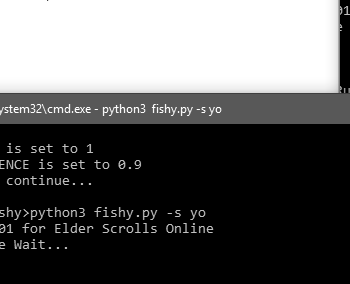 01
e
ystem32\cmd.exe - python3 fishy.py -s yo
is set to 1
ENCE is set to 0.9
continue...
shy>python3 fishy.py -s yo
01 for Elder Scrolls Online
e Wait...